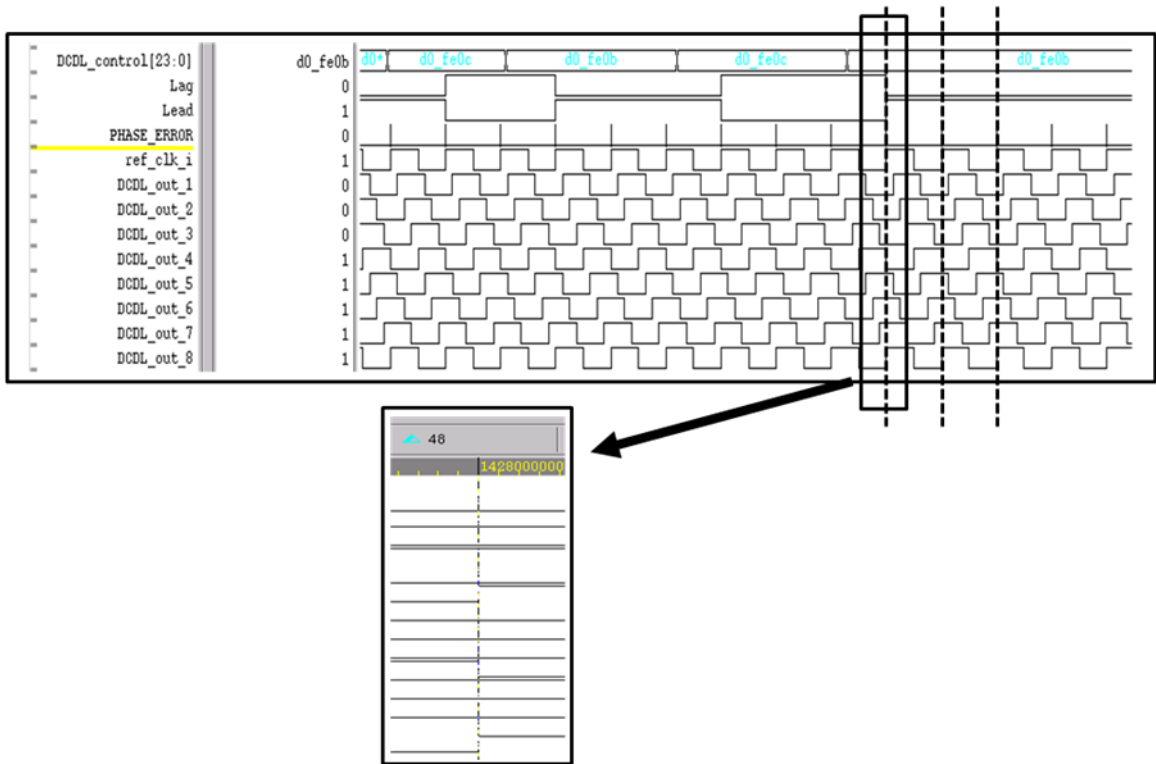 DCDL_control[23:0] d0_fe0b d0* d0_fe0c d0_fe0b d0_fe0c d0_fe0b
Lag 0
Lead 1
PHASE_ERROR 0
ref_clk_i 1
DCDL_out_1 0
DCDL_out_2 0
DCDL_out_3 0
DCDL_out_4 1
DCDL_out_5 1
DCDL_out_6 1
DCDL_out_7 1
DCDL_out_8 1
48
1428000000